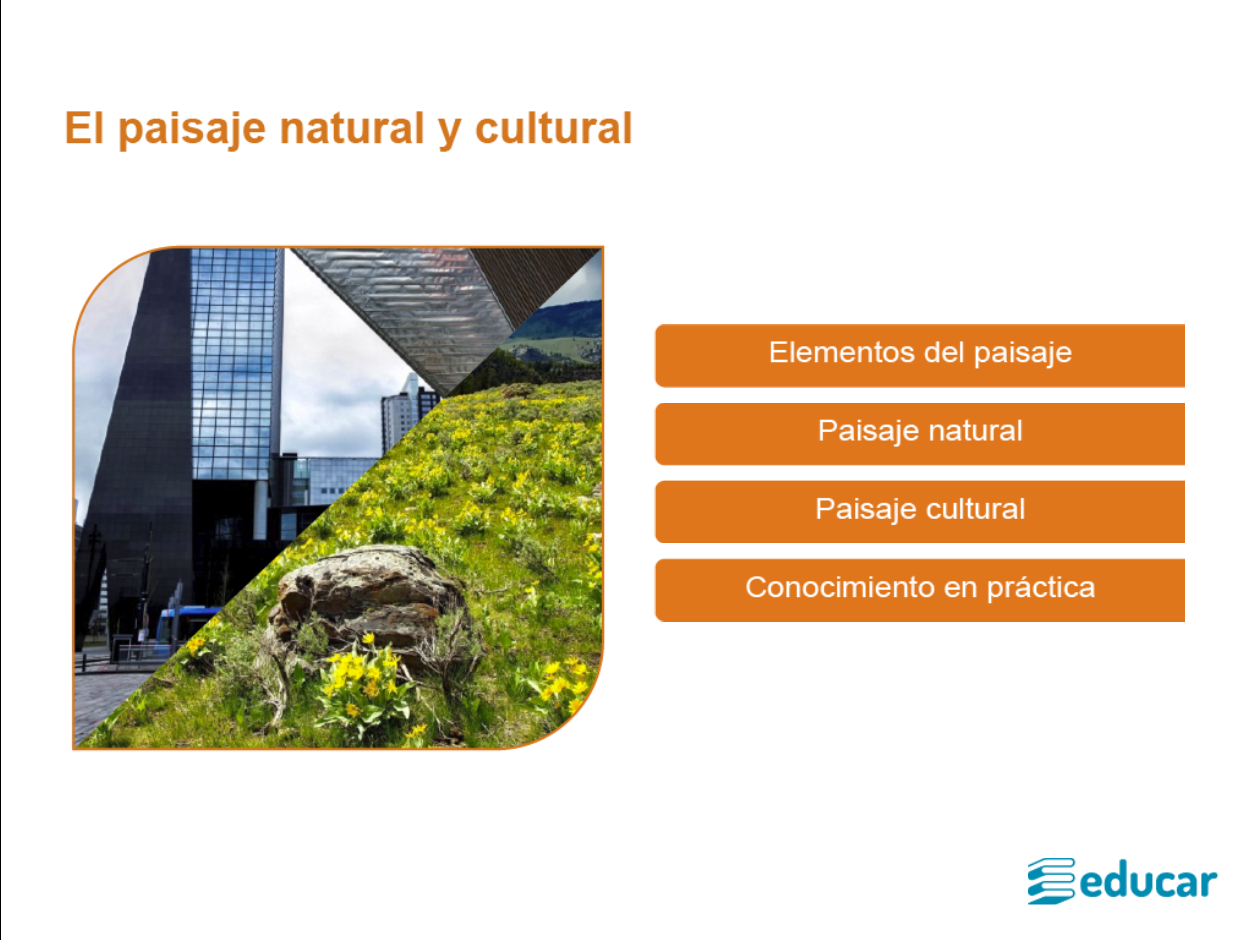 El paisaje natural y cultural
Elementos del paisaje
Paisaje natural
Paisaje cultural
Conocimiento en práctica
educar